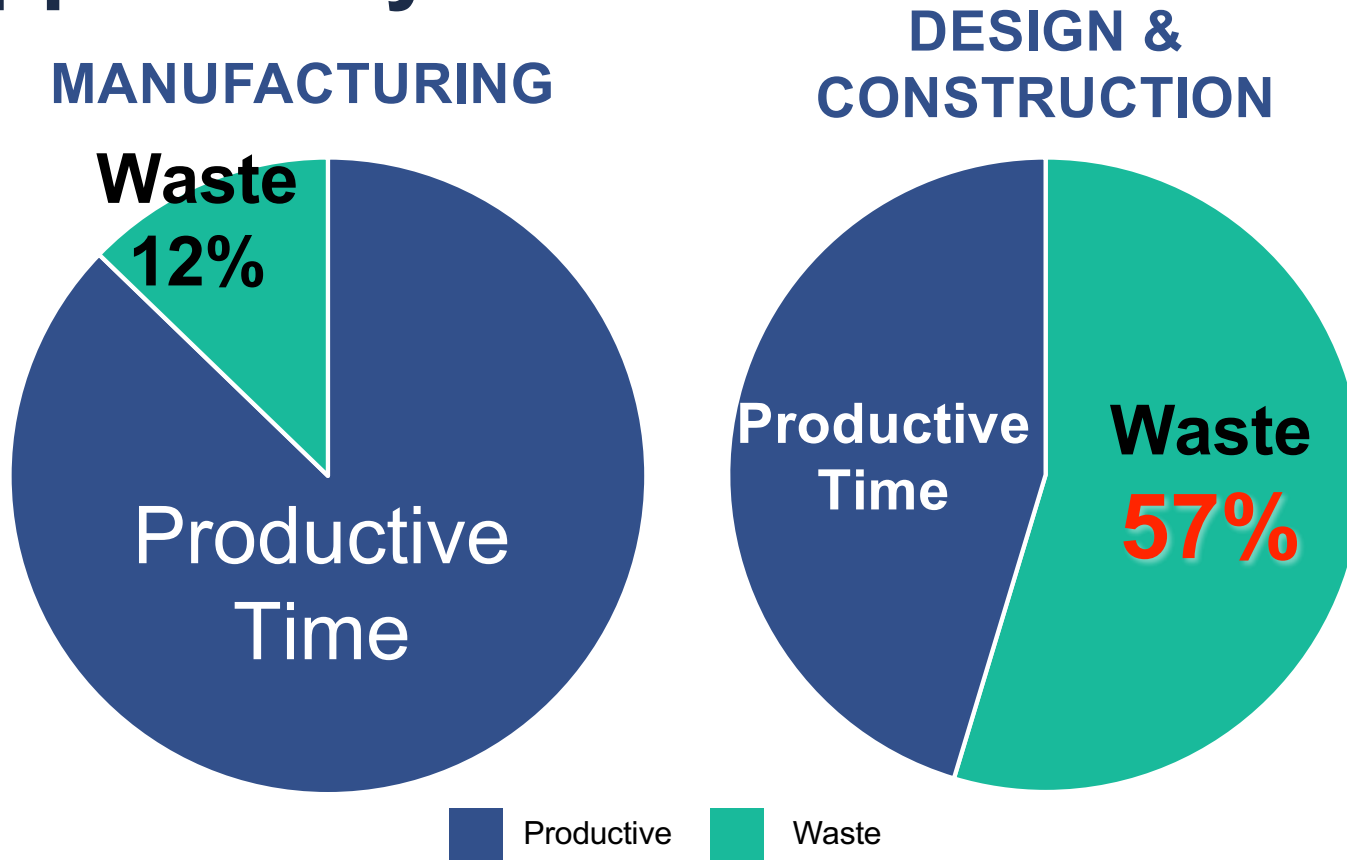 MANUFACTURING
Waste
12%
Productive
Time
DESIGN &
CONSTRUCTION
Productive
Time
Waste
57%
Productive
Waste